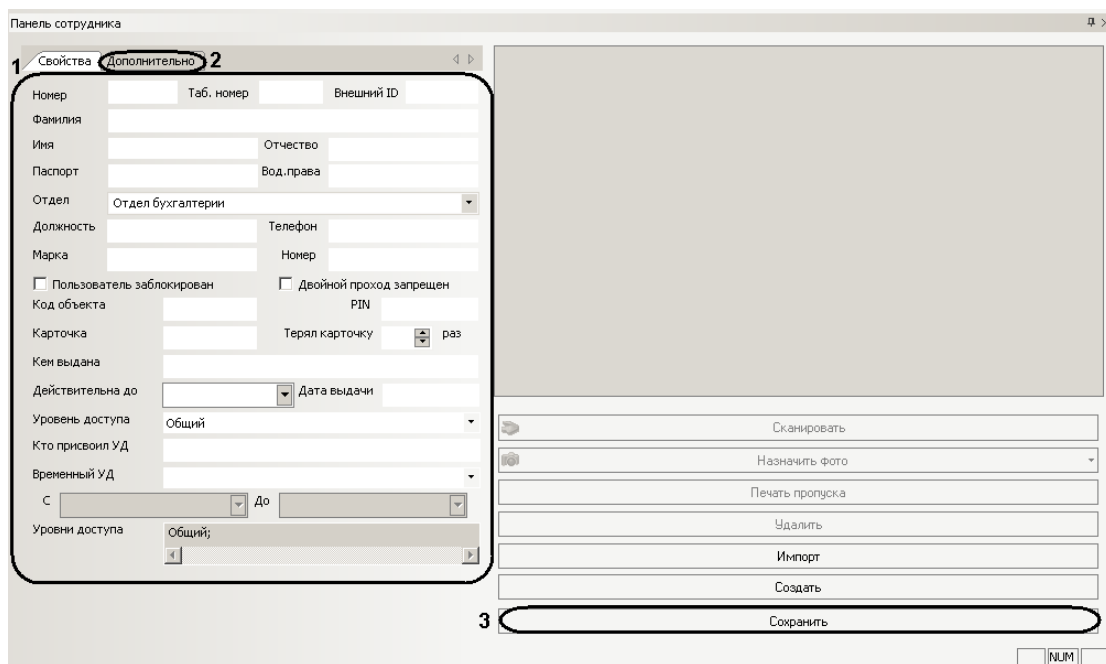 Панель сотрудника
1 Свойства Дополнительно 2
Номер Таб. номер Внешний ID
Фамилия
Имя Отчество
Паспорт Вод.права
Отдел Отдел бухгалтерии
Должность Телефон
Марка Номер
Пользователь заблокирован Двойной проход запрещен
Код объекта PIN
Карточка Терял карточку раз
Кем выдана
Действительна до Дата выдачи
Уровень доступа Общий
Кто присвоил УД
Временный УД
С До
Уровни доступа Общий;
Сканировать
Назначить фото
Печать пропуска
Удалить
Импорт
Создать
3 Сохранить
NUM